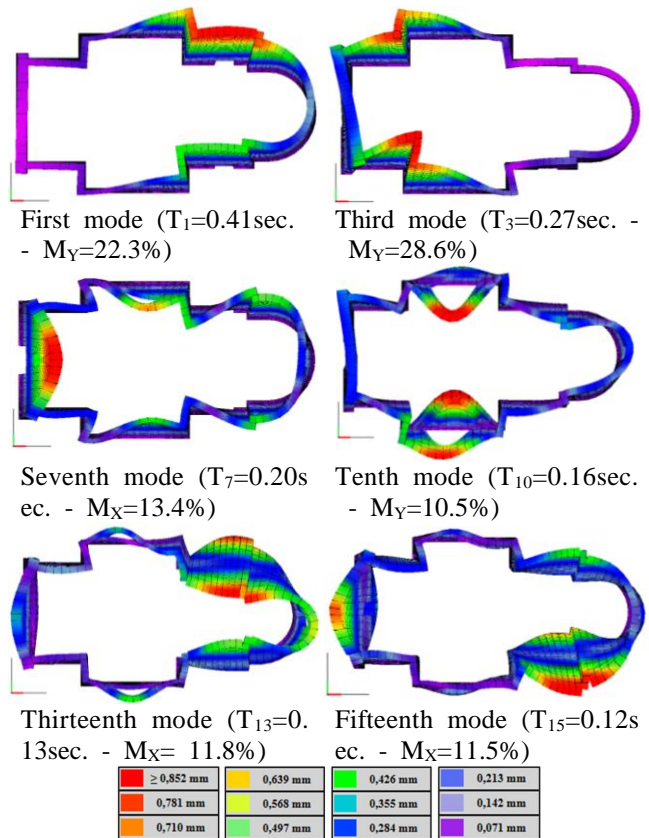 First mode (T1=0.41sec.
- MY=22.3%)
Third mode (T3=0.27sec. -
MY=28.6%)
Seventh mode (T7=0.20s
ec. - MX=13.4%)
Tenth mode (T10=0.16sec.
- MY=10.5%)
Thirteenth mode (T13=0.
13sec. - MX= 11.8%)
Fifteenth mode (T15=0.12s
ec. - MX=11.5%)
≥ 0,852 mm 0,639 mm 0,426 mm 0,213 mm
0,781 mm 0,568 mm 0,355 mm 0,142 mm
0,710 mm 0,497 mm 0,284 mm 0,071 mm